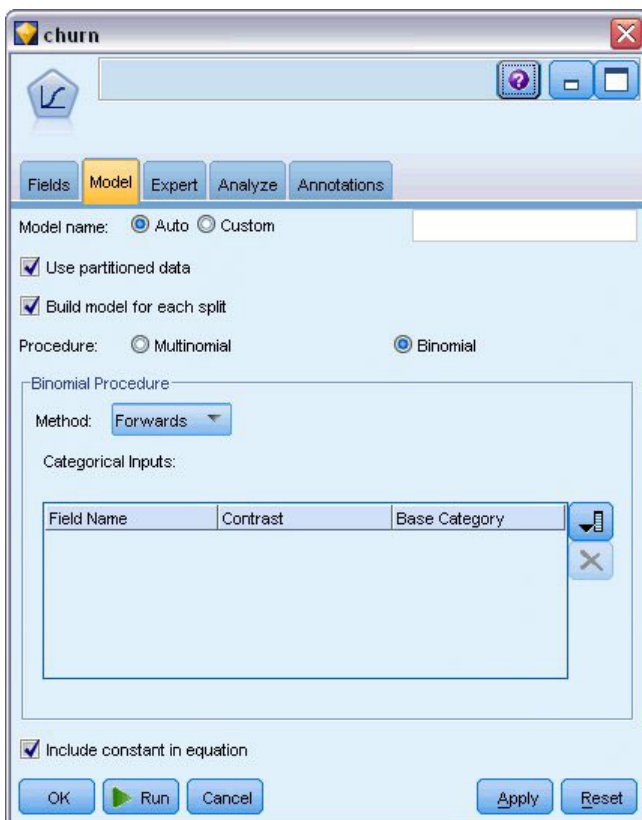 churn
Fields Model Expert Analyze Annotations
Model name: Auto Custom
Use partitioned data
Build model for each split
Procedure: Multinomial Binomial
Binomial Procedure
Method: Forwards
Categorical Inputs:
Field Name Contrast Base Category
Include constant in equation
OK Run Cancel Apply Reset